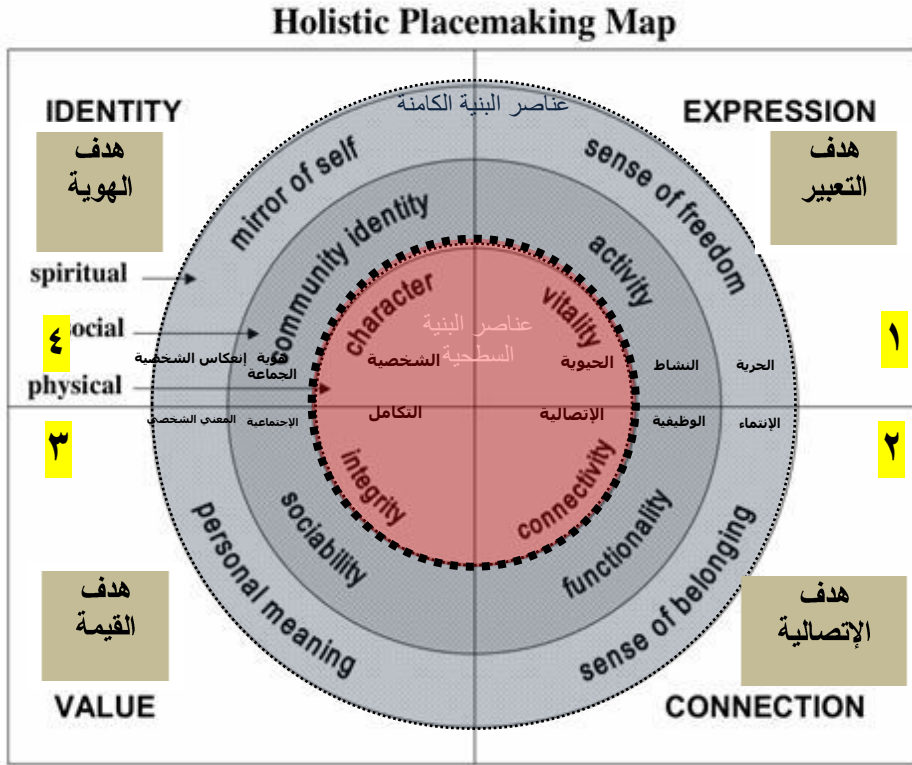 Holistic Placemaking Map
IDENTITY
EXPRESSION
عناصر البنية الكامنة
هدف
الهوية
هدف
التعبير
mirror of self
sense of freedom
community identity
activity
character
vitality
spiritual
social
physical
عناصر البنية
السطحية
٤
١
إنعكاس الشخصية
هوية
الجماعة
الشخصية
الحيوية
النشاط
الحرية
المعني الشخصي
الإجتماعية
التكامل
الإتصالية
الوظيفية
الإنتماء
٣
٢
integrity
connectivity
sociability
functionality
personal meaning
sense of belonging
هدف
القيمة
هدف
الإتصالية
VALUE
CONNECTION